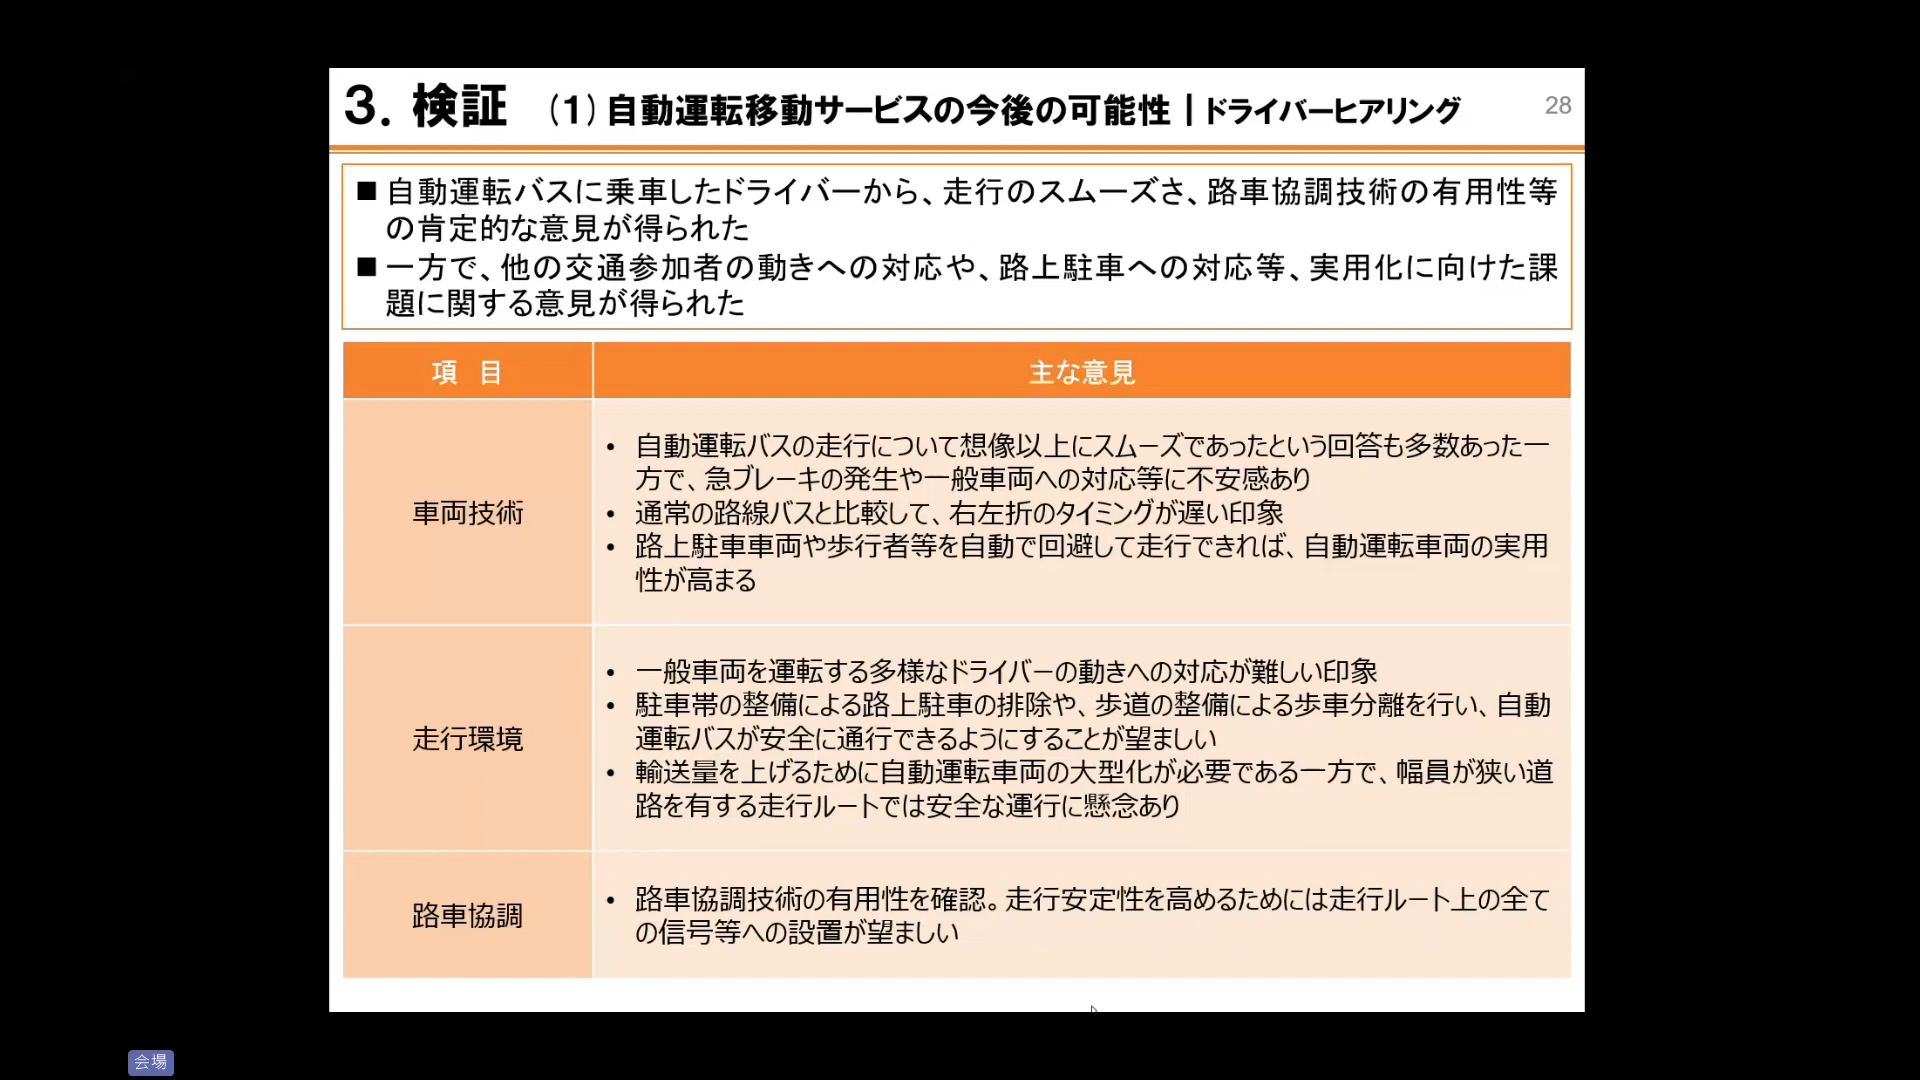 3. 検証 (1)自動運転移動サービスの今後の可能性|ドライバーヒアリング 28
■自動運転バスに乗車したドライバーから、走行のスムーズさ、路車協調技術の有用性等
の肯定的な意見が得られた
■一方で、他の交通参加者の動きへの対応や、路上駐車への対応等、実用化に向けた課
題に関する意見が得られた
項 目 主な意見
車両技術
• 自動運転バスの走行について想像以上にスムーズであったという回答も多数あった一
方で、急ブレーキの発生や一般車両への対応等に不安感あり
• 通常の路線バスと比較して、右左折のタイミングが遅い印象
• 路上駐車車両や歩行者等を自動で回避して走行できれば、自動運転車両の実用
性が高まる
走行環境
• 一般車両を運転する多様なドライバーの動きへの対応が難しい印象
• 駐車帯の整備による路上駐車の排除や、歩道の整備による歩車分離を行い、自動
運転バスが安全に通行できるようにすることが望ましい
• 輸送量を上げるために自動運転車両の大型化が必要である一方で、幅員が狭い道
路を有する走行ルートでは安全な運行に懸念あり
路車協調
• 路車協調技術の有用性を確認。走行安定性を高めるためには走行ルート上の全て
の信号等への設置が望ましい
会場